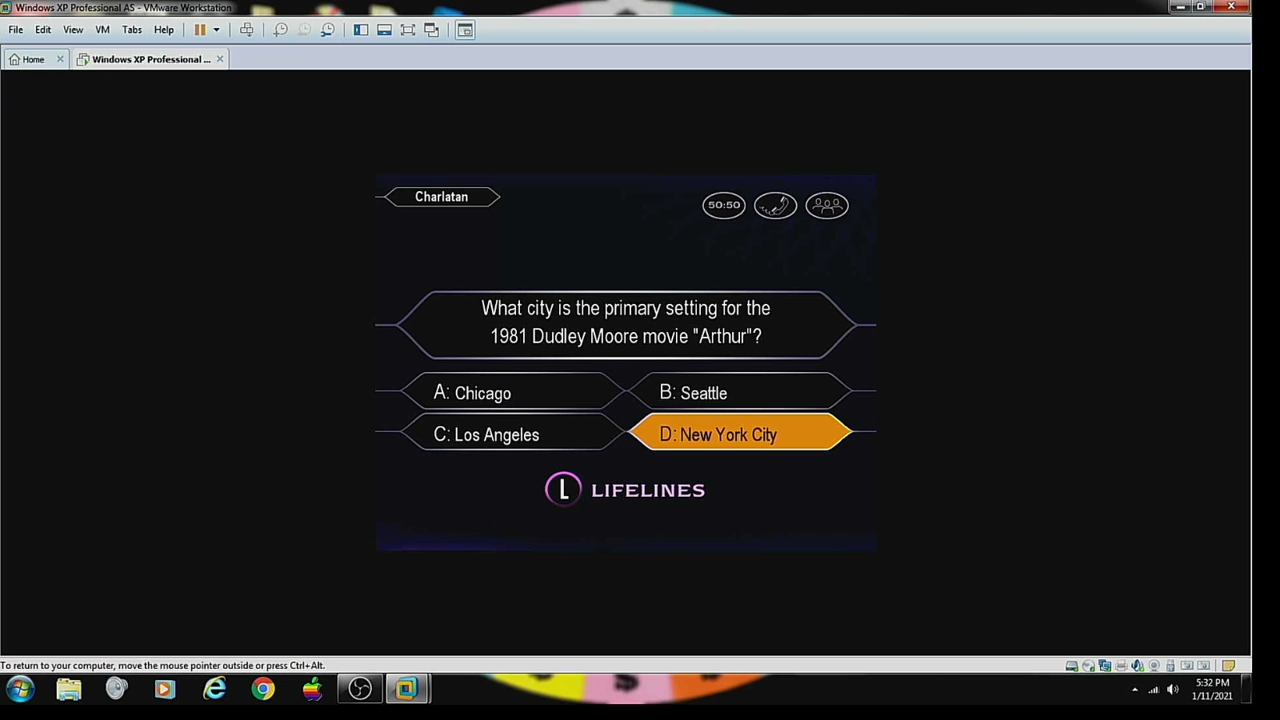 Windows XP Professional AS - VMware Workstation
File Edit View VM Tabs Help
Home Windows XP Professional ...
Charlatan
50:50
What city is the primary setting for the
1981 Dudley Moore movie "Arthur"?
A: Chicago B: Seattle
C: Los Angeles D: New York City
L LIFELINES
To return to your computer, move the mouse pointer outside or press Ctrl+Alt.
5:32 PM
1/11/2021